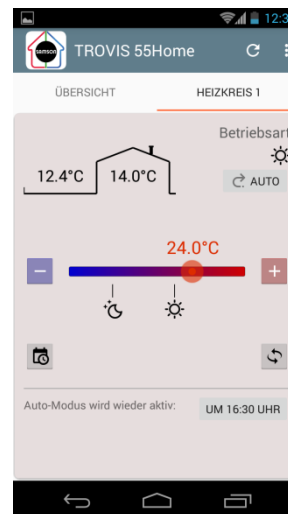 12:3
SAMSON
TROVIS 55Home
ÜBERSICHT
HEIZKREIS 1
Betriebsart
12.4°C
14.0°C
AUTO
24.0°C
Auto-Modus wird wieder aktiv:
UM 16:30 UHR